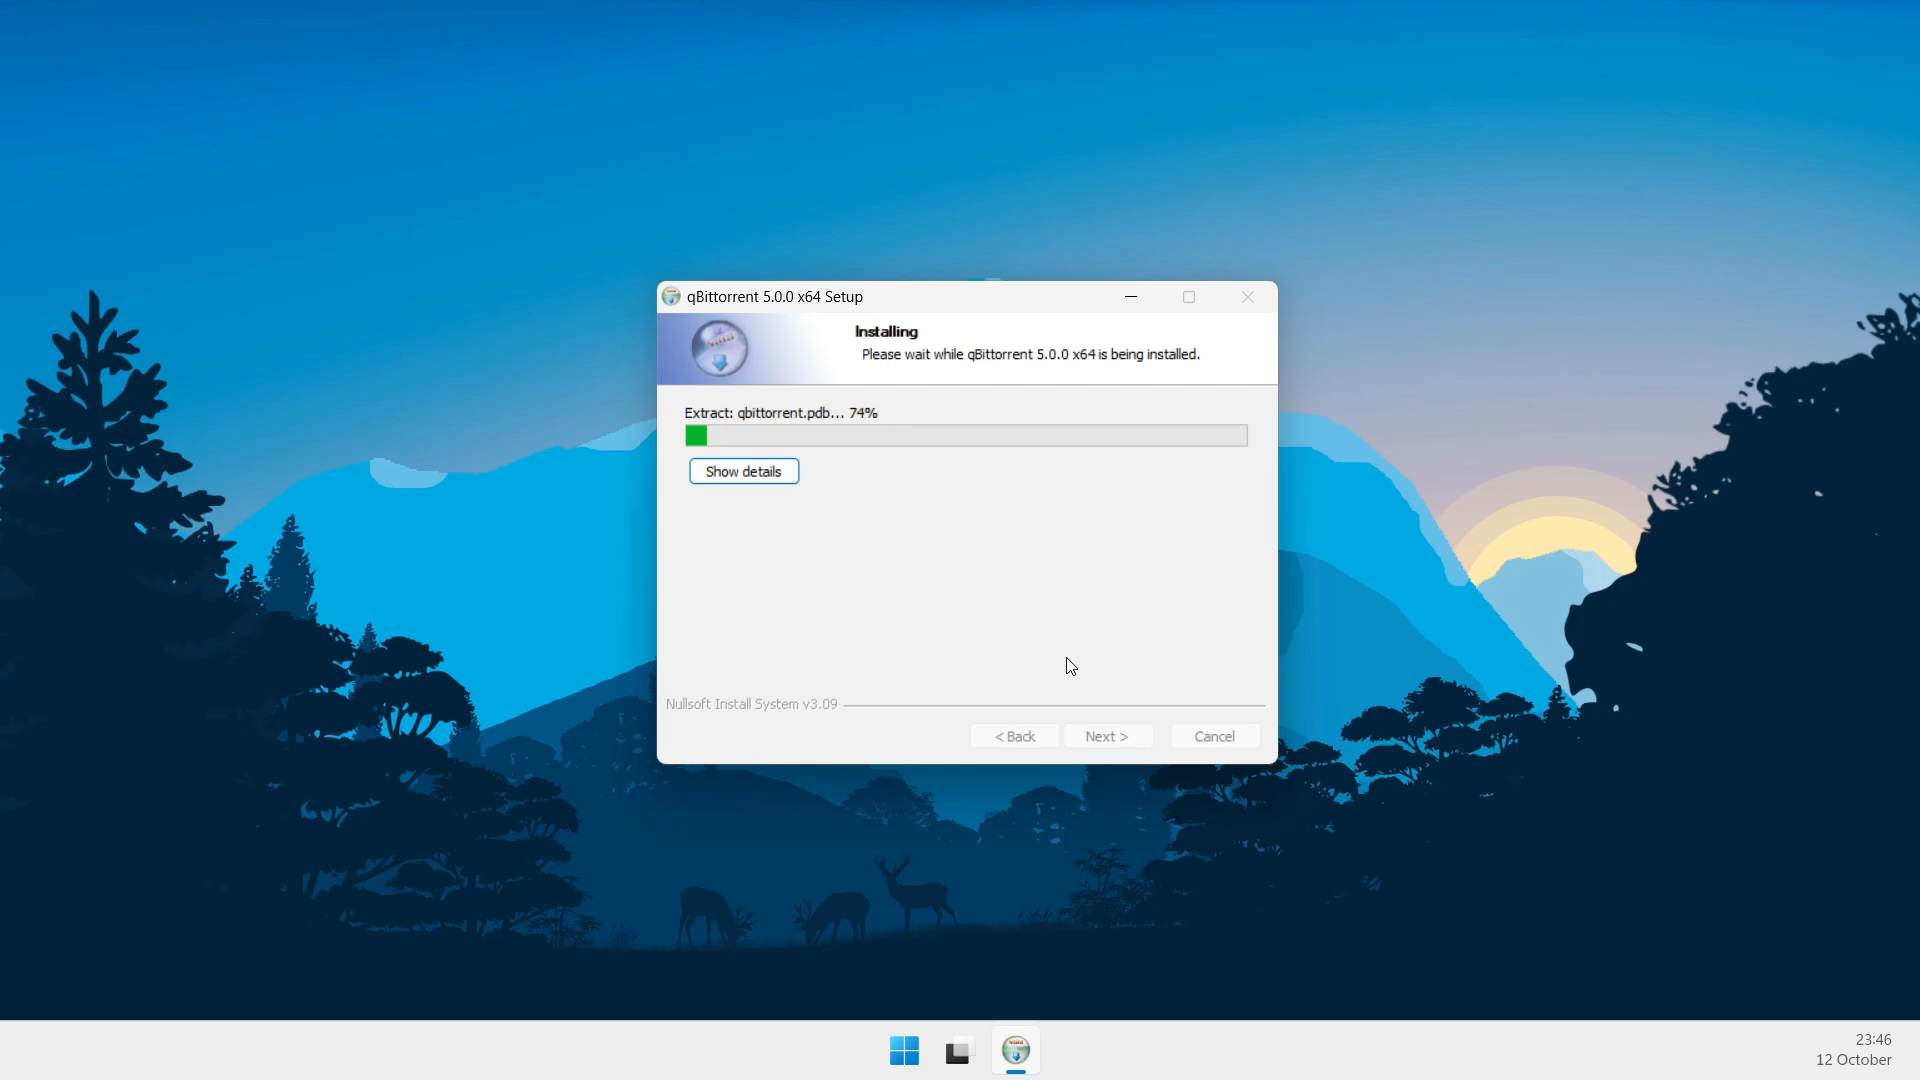 qBittorrent 5.0.0 x64 Setup
Installing
Please wait while qBittorrent 5.0.0 x64 is being installed.
Extract: qbittorrent.pdb... 74%
Show details
Nullsoft Install System v3.09
< Back
Next >
Cancel
23:46
12 October